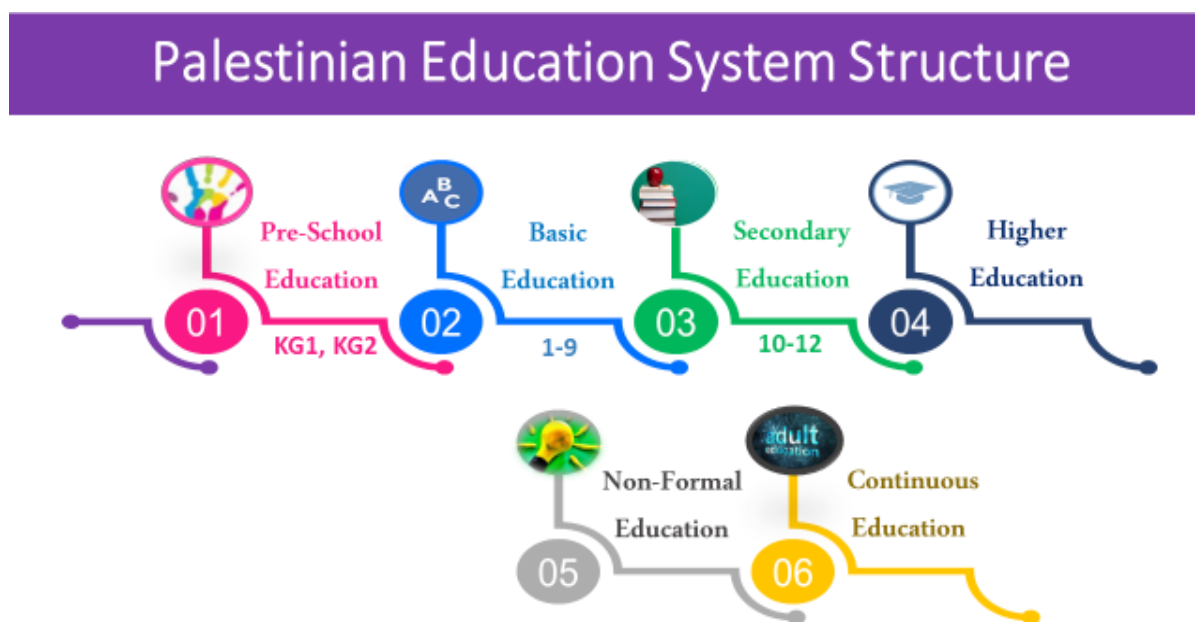 Palestinian Education System Structure
A B C
Pre-School
Education
01
KG1, KG2
Basic
Education
02
1-9
Secondary
Education
03
10-12
Higher
Education
04
Non-Formal
Education
05
adult
education
Continuous
Education
06